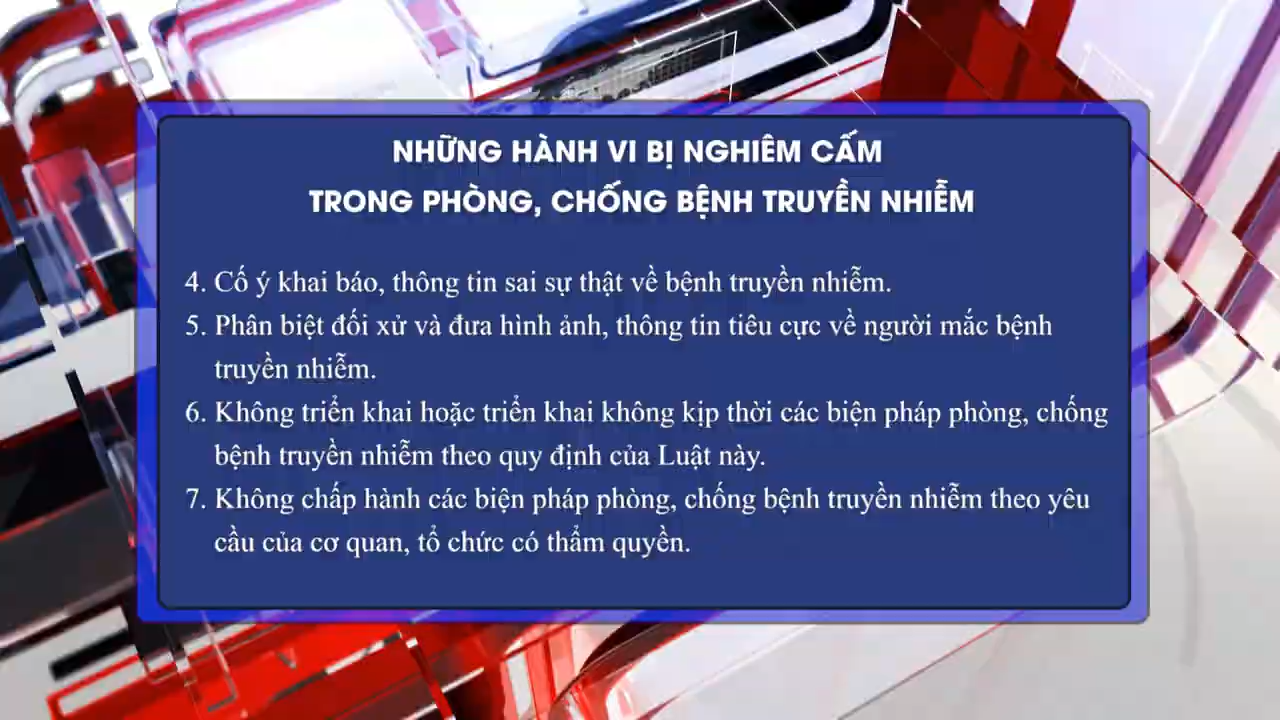 NHỮNG HÀNH VI BỊ NGHIÊM CẤM
TRONG PHÒNG, CHỐNG BỆNH TRUYỀN NHIỄM
4. Cố ý khai báo, thông tin sai sự thật về bệnh truyền nhiễm.
5. Phân biệt đối xử và đưa hình ảnh, thông tin tiêu cực về người mắc bệnh
truyền nhiễm.
6. Không triển khai hoặc triển khai không kịp thời các biện pháp phòng, chống
bệnh truyền nhiễm theo quy định của Luật này.
7. Không chấp hành các biện pháp phòng, chống bệnh truyền nhiễm theo yêu
cầu của cơ quan, tổ chức có thẩm quyền.